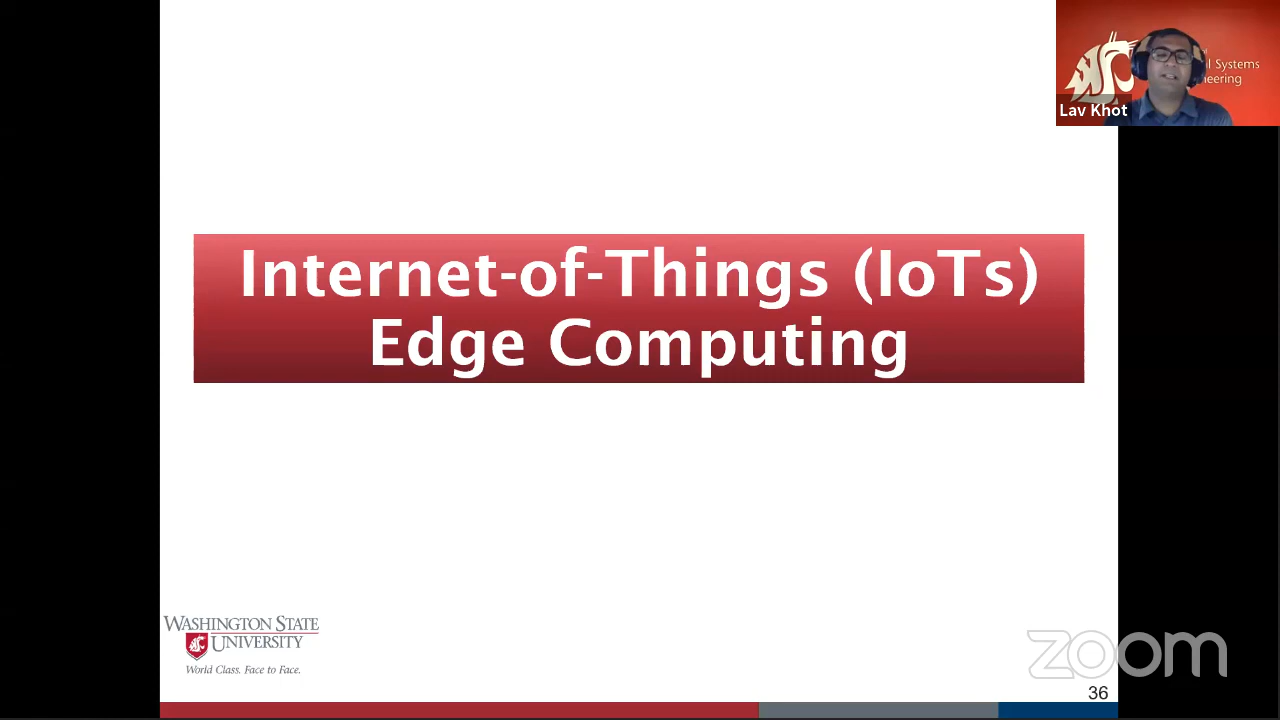 l Systems
neering
Lav Khot
Internet-of-Things (IoTs)
Edge Computing
WASHINGTON STATE
UNIVERSITY
World Class. Face to Face.
zoom
36